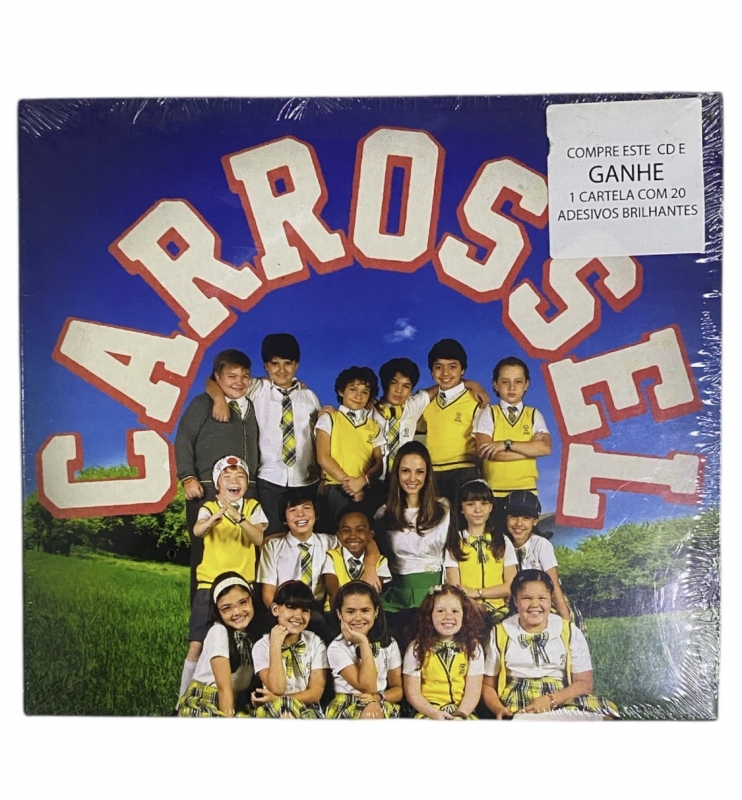 CARROSSEL
COMPRE ESTE CD E
GANHE
1 CARTELA COM 20
ADESIVOS BRILHANTES